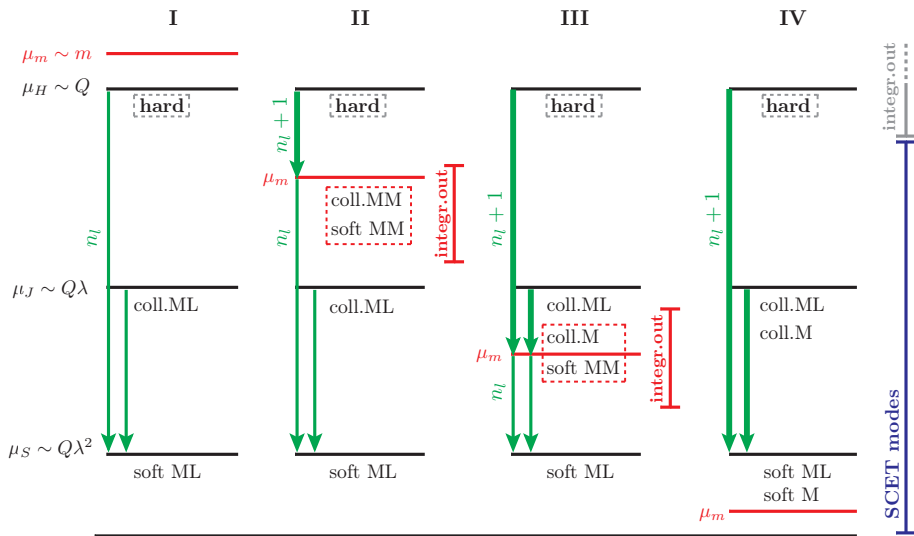 I II III IV
μ_m ∼ m
μ_H ∼ Q
hard hard hard hard
integr.out
n_l + 1
μ_m
coll.MM
soft MM
integr.out
n_l
n_l + 1
n_l + 1
n_l
μ_J ∼ Qλ
coll.ML coll.ML coll.ML coll.ML
coll.M coll.M
μ_m
soft MM
integr.out
n_l
μ_S ∼ Qλ²
soft ML soft ML soft ML soft ML
soft M
μ_m
SCET modes